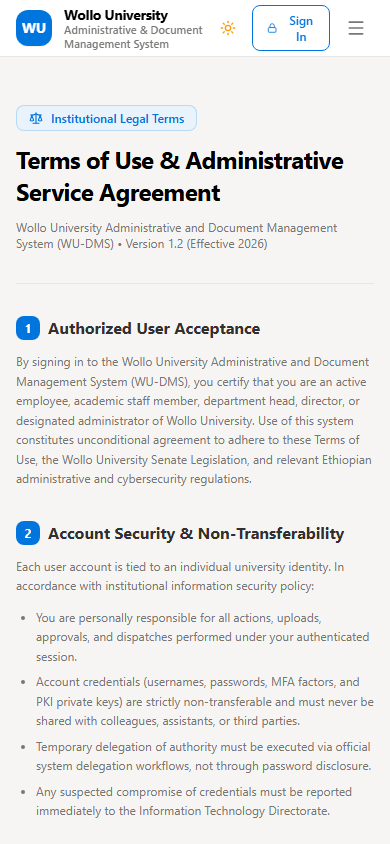 WU
Wollo University
Administrative & Document
Management System
Sign
In
Institutional Legal Terms
Terms of Use & Administrative
Service Agreement
Wollo University Administrative and Document Management
System (WU-DMS) • Version 1.2 (Effective 2026)
1 Authorized User Acceptance
By signing in to the Wollo University Administrative and Document
Management System (WU-DMS), you certify that you are an active
employee, academic staff member, department head, director, or
designated administrator of Wollo University. Use of this system
constitutes unconditional agreement to adhere to these Terms of
Use, the Wollo University Senate Legislation, and relevant Ethiopian
administrative and cybersecurity regulations.
2 Account Security & Non-Transferability
Each user account is tied to an individual university identity. In
accordance with institutional information security policy:
• You are personally responsible for all actions, uploads,
approvals, and dispatches performed under your authenticated
session.
• Account credentials (usernames, passwords, MFA factors, and
PKI private keys) are strictly non-transferable and must never be
shared with colleagues, assistants, or third parties.
• Temporary delegation of authority must be executed via official
system delegation workflows, not through password disclosure.
• Any suspected compromise of credentials must be reported
immediately to the Information Technology Directorate.